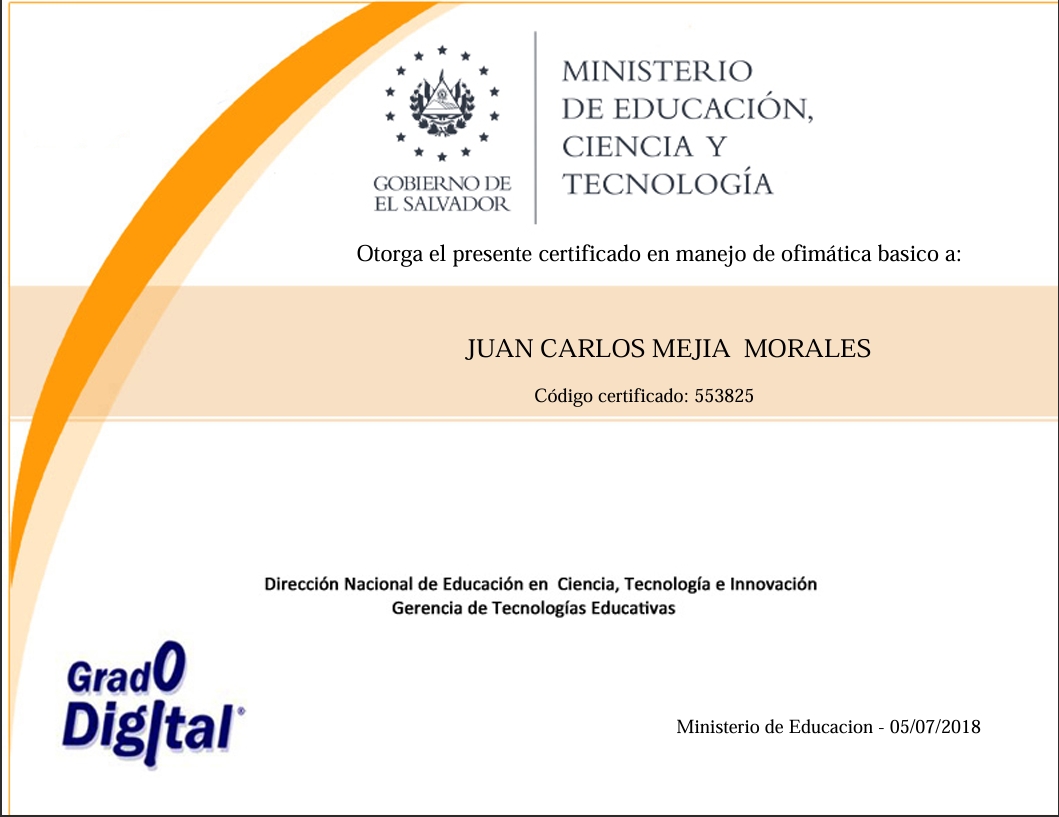 MINISTERIO
DE EDUCACIÓN,
CIENCIA Y
TECNOLOGÍA
GOBIERNO DE
EL SALVADOR
Otorga el presente certificado en manejo de ofimática basico a:
JUAN CARLOS MEJIA  MORALES
Código certificado: 553825
Dirección Nacional de Educación en  Ciencia, Tecnología e Innovación
Gerencia de Tecnologías Educativas
Grad0
Digital®
Ministerio de Educacion - 05/07/2018